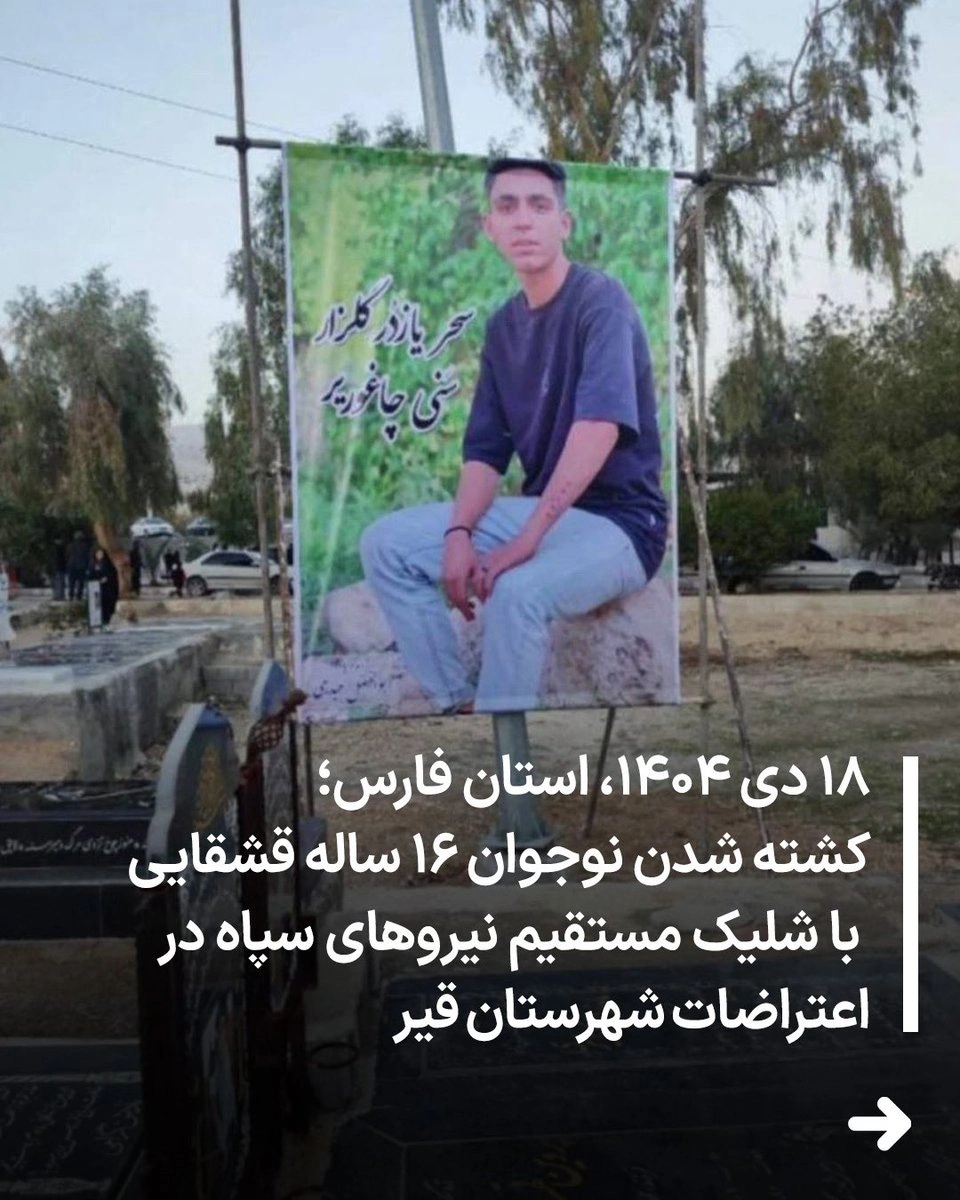 سحر یازدر گلزار
سَنی چاغوریر
۱۸ دی ۱۴۰۴، استان فارس؛
کشته شدن نوجوان ۱۶ ساله قشقایی
با شلیک مستقیم نیروهای سپاه در
اعتراضات شهرستان قیر